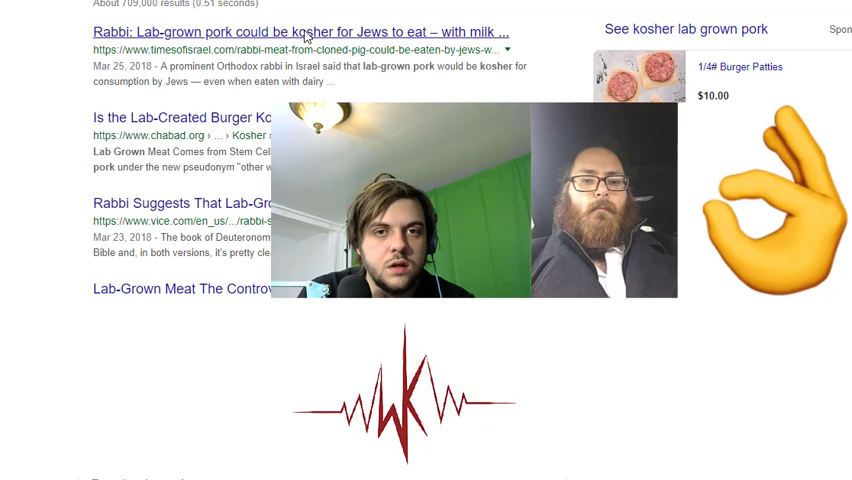 About 709,000 results (0.51 seconds)
Rabbi: Lab-grown pork could be kosher for Jews to eat – with milk ...
https://www.timesofisrael.com/rabbi-meat-from-cloned-pig-could-be-eaten-by-jews-w...
Mar 25, 2018 - A prominent Orthodox rabbi in Israel said that lab-grown pork would be kosher for
consumption by Jews — even when eaten with dairy ...
Is the Lab-Created Burger Ko
https://www.chabad.org › ... › Kosher ›
Lab Grown Meat Comes from Stem Cel
pork under the new pseudonym "other w
Rabbi Suggests That Lab-Gr
https://www.vice.com/en_us/.../rabbi-s
Mar 23, 2018 - The book of Deuteronom
Bible and, in both versions, it's pretty cle
Lab-Grown Meat The Controv
See kosher lab grown pork
Spon
1/4# Burger Patties
$10.00
WK